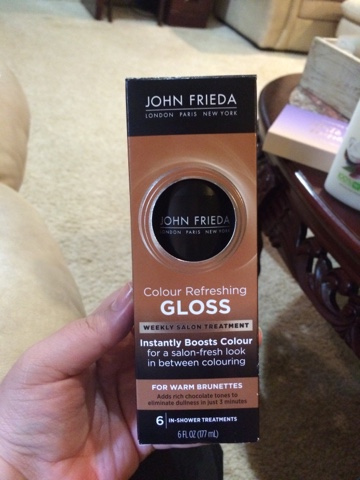 JOHN FRIEDA
LONDON PARIS NEW YORK
JOHN FRIEDA
LONDON PARIS NEW YORK
Colour Refreshing
GLOSS
WEEKLY SALON TREATMENT
Instantly Boosts Colour
for a salon-fresh look
in between colouring
FOR WARM BRUNETTES
Adds rich chocolate tones to
eliminate dullness in just 3 minutes
6 IN-SHOWER TREATMENTS
6 FL OZ (177 mL)